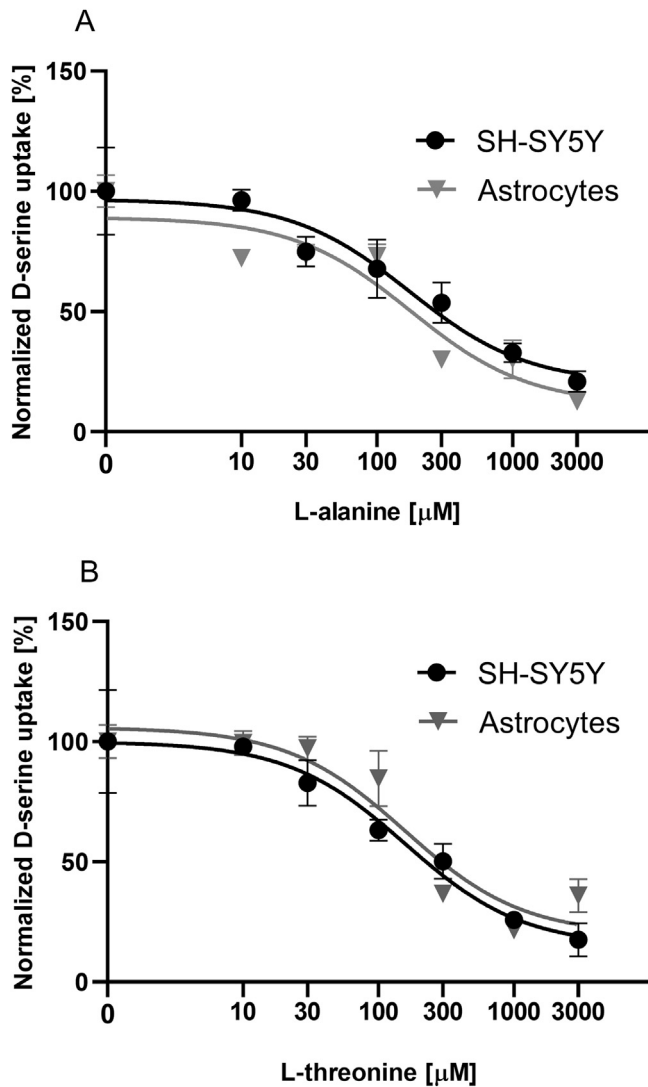 A
Normalized D-serine uptake [%]
150
100
50
0
SH-SY5Y
Astrocytes
0 10 30 100 300 1000 3000
L-alanine [μM]
B
Normalized D-serine uptake [%]
150
100
50
0
SH-SY5Y
Astrocytes
0 10 30 100 300 1000 3000
L-threonine [μM]